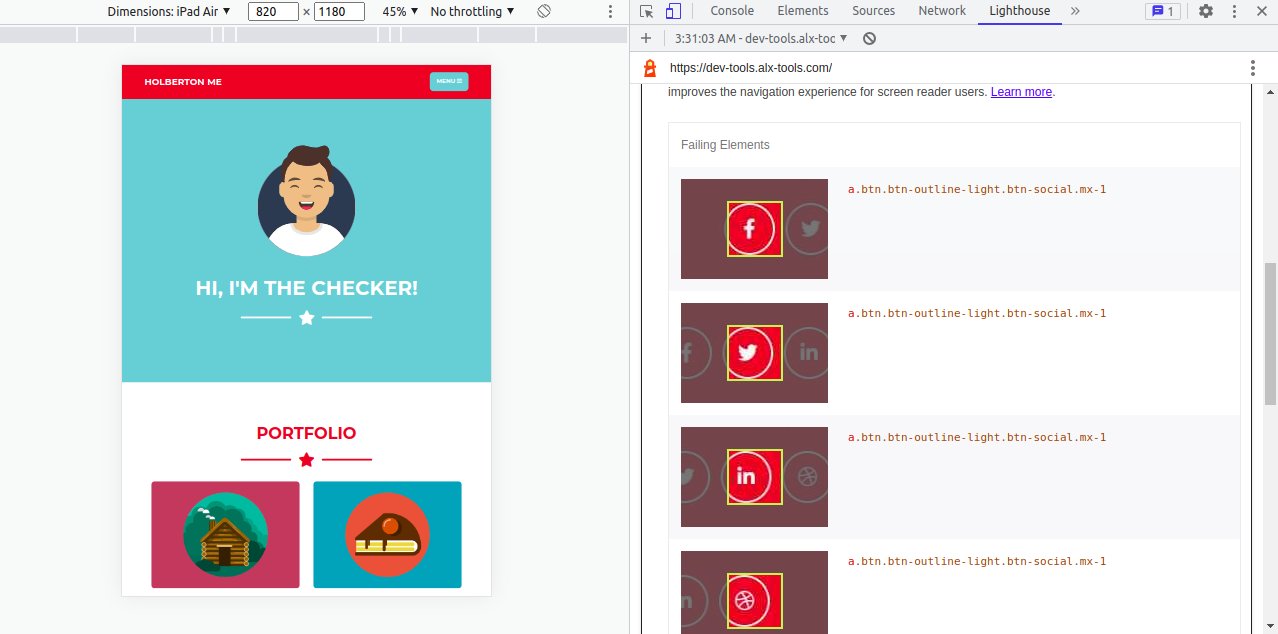 Dimensions: iPad Air 820 × 1180 45% No throttling
Console Elements Sources Network Lighthouse » 1
3:31:03 AM - dev-tools.alx-toc
https://dev-tools.alx-tools.com/
HOLBERTON ME
MENU
HI, I'M THE CHECKER!
PORTFOLIO
improves the navigation experience for screen reader users. Learn more.
Failing Elements
a.btn.btn-outline-light.btn-social.mx-1
a.btn.btn-outline-light.btn-social.mx-1
a.btn.btn-outline-light.btn-social.mx-1
a.btn.btn-outline-light.btn-social.mx-1